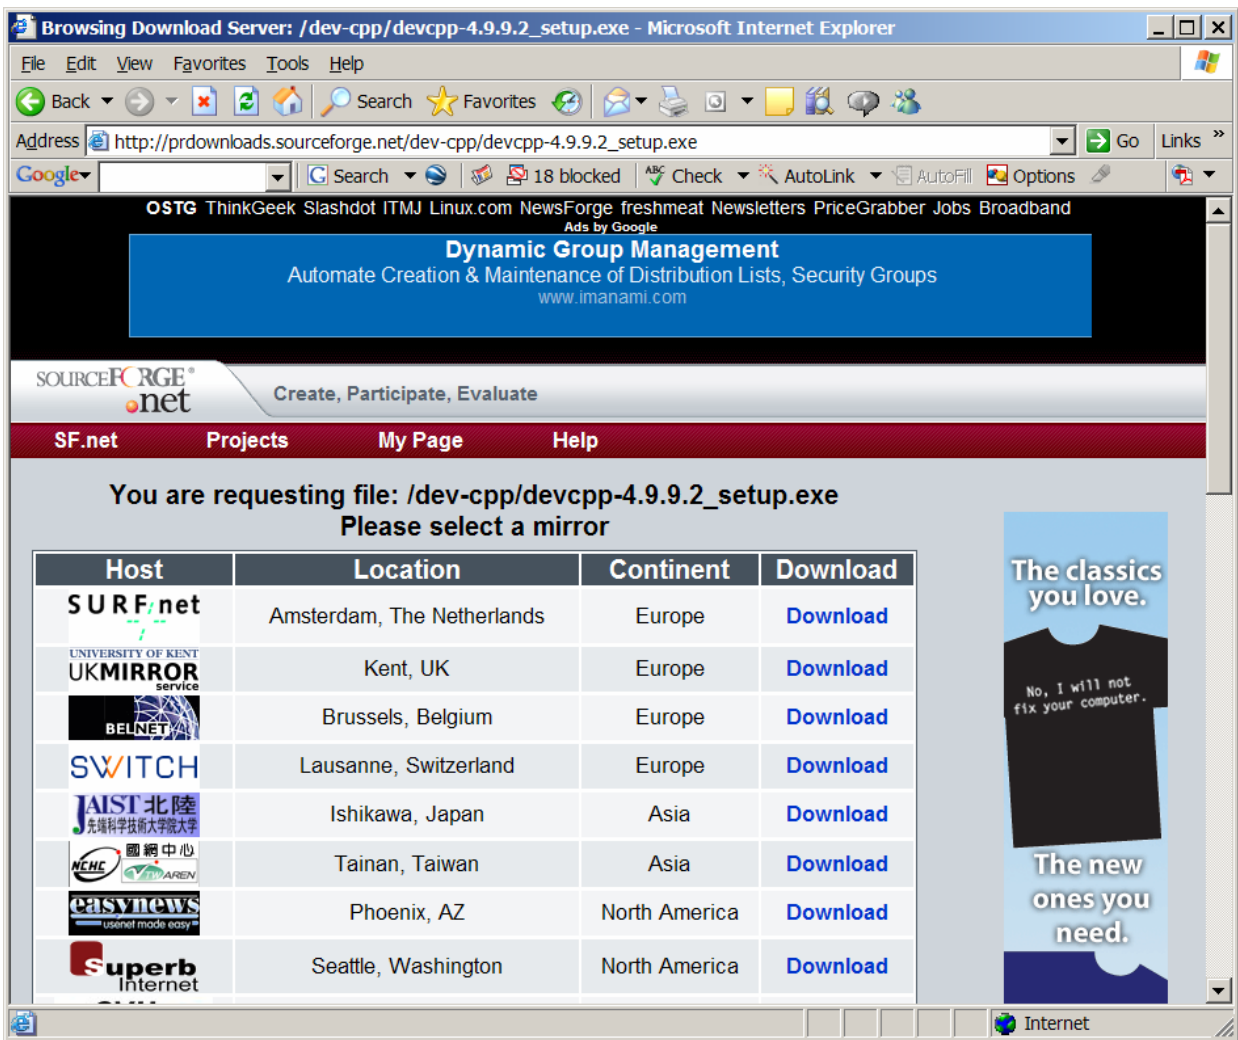 Browsing Download Server: /dev-cpp/devcpp-4.9.9.2_setup.exe - Microsoft Internet Explorer
File Edit View Favorites Tools Help
Back Search Favorites
Address http://prdownloads.sourceforge.net/dev-cpp/devcpp-4.9.9.2_setup.exe Go Links »
Google G Search 18 blocked ABC Check AutoLink AutoFill Options
OSTG ThinkGeek Slashdot ITMJ Linux.com NewsForge freshmeat Newsletters PriceGrabber Jobs Broadband
Ads by Google
Dynamic Group Management
Automate Creation & Maintenance of Distribution Lists, Security Groups
www.imanami.com
SOURCEFORGE®
.net
Create, Participate, Evaluate
SF.net Projects My Page Help
You are requesting file: /dev-cpp/devcpp-4.9.9.2_setup.exe
Please select a mirror
Host Location Continent Download
SURFnet Amsterdam, The Netherlands Europe Download
UNIVERSITY OF KENT
UKMIRROR
service
Kent, UK Europe Download
BELNET Brussels, Belgium Europe Download
SWITCH Lausanne, Switzerland Europe Download
JAIST 北陸
先端科学技術大学院大学
Ishikawa, Japan Asia Download
國網中心
NCHC TWAREN
Tainan, Taiwan Asia Download
easynews
usenet made easy
Phoenix, AZ North America Download
Superb
Internet
Seattle, Washington North America Download
The classics
you love.
No, I will not
fix your computer.
The new
ones you
need.
Internet